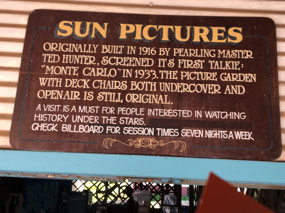 SUN PICTURES
ORIGINALLY BUILT IN 1916 BY PEARLING MASTER
TED HUNTER, SCREENED IT'S FIRST TALKIE:
"MONTE CARLO" IN 1933. THE PICTURE GARDEN
WITH DECK CHAIRS BOTH UNDERCOVER AND
OPENAIR IS STILL ORIGINAL.
A VISIT IS A MUST FOR PEOPLE INTERESTED IN WATCHING
HISTORY UNDER THE STARS.
CHECK BILLBOARD FOR SESSION TIMES SEVEN NIGHTS A WEEK